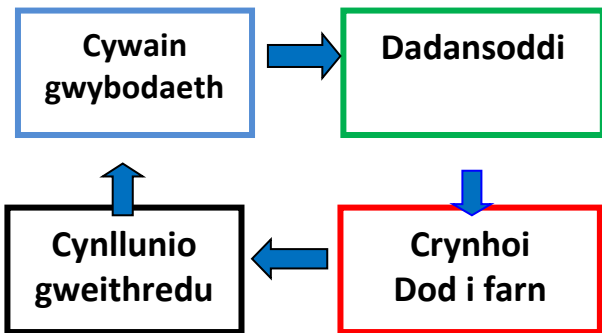 Cywain
gwybodaeth
Dadansoddi
Crynhoi
Dod i farn
Cynllunio
gweithredu